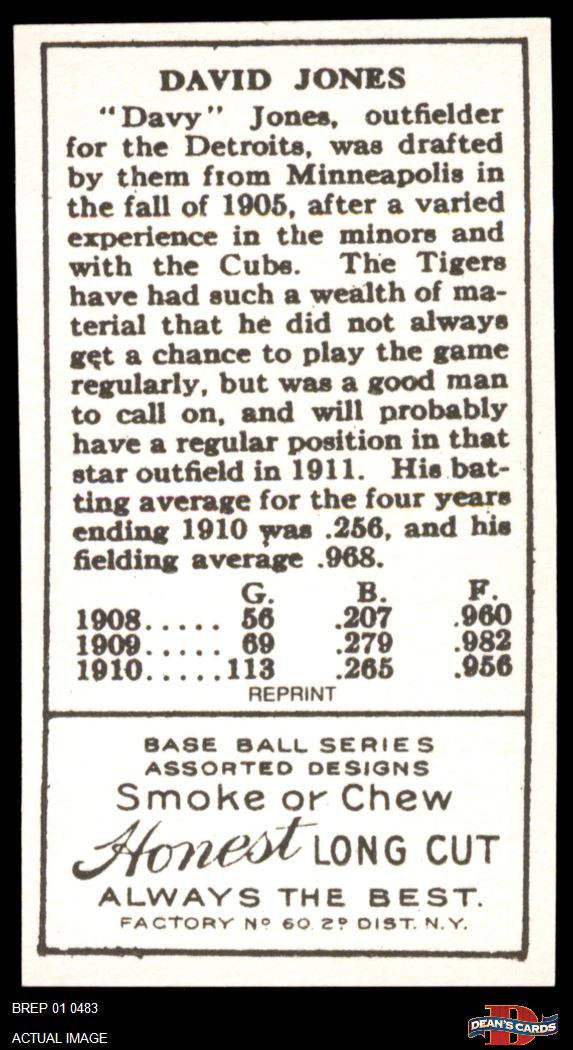 DAVID JONES
"Davy" Jones, outfielder
for the Detroits, was drafted
by them from Minneapolis in
the fall of 1905, after a varied
experience in the minors and
with the Cubs. The Tigers
have had such a wealth of ma-
terial that he did not always
get a chance to play the game
regularly, but was a good man
to call on, and will probably
have a regular position in that
star outfield in 1911. His bat-
ting average for the four years
ending 1910 was .256, and his
fielding average .968.
G. B. F.
1908..... 56 .207 .960
1909..... 69 .279 .982
1910.....113 .265 .956
REPRINT
BASE BALL SERIES
ASSORTED DESIGNS
Smoke or Chew
Honest LONG CUT
ALWAYS THE BEST.
FACTORY Nº 60 2ᴰ DIST. N.Y.
BREP 01 0483
ACTUAL IMAGE
D
DEAN'S CARDS